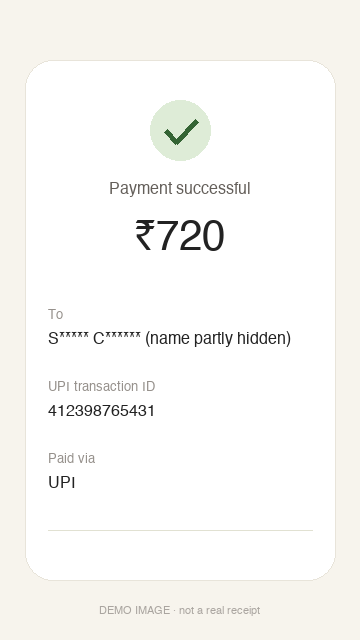 Payment successful
₹720
To
S***** C****** (name partly hidden)
UPI transaction ID
412398765431
Paid via
UPI
DEMO IMAGE · not a real receipt